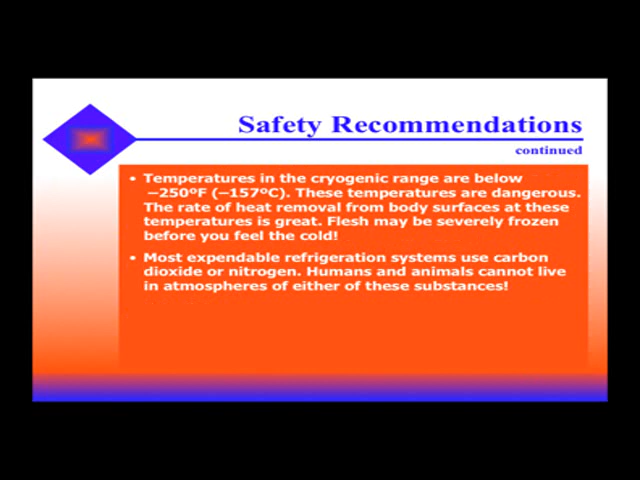 Safety Recommendations
continued
• Temperatures in the cryogenic range are below
–250ºF (–157ºC). These temperatures are dangerous.
The rate of heat removal from body surfaces at these
temperatures is great. Flesh may be severely frozen
before you feel the cold!
• Most expendable refrigeration systems use carbon
dioxide or nitrogen. Humans and animals cannot live
in atmospheres of either of these substances!